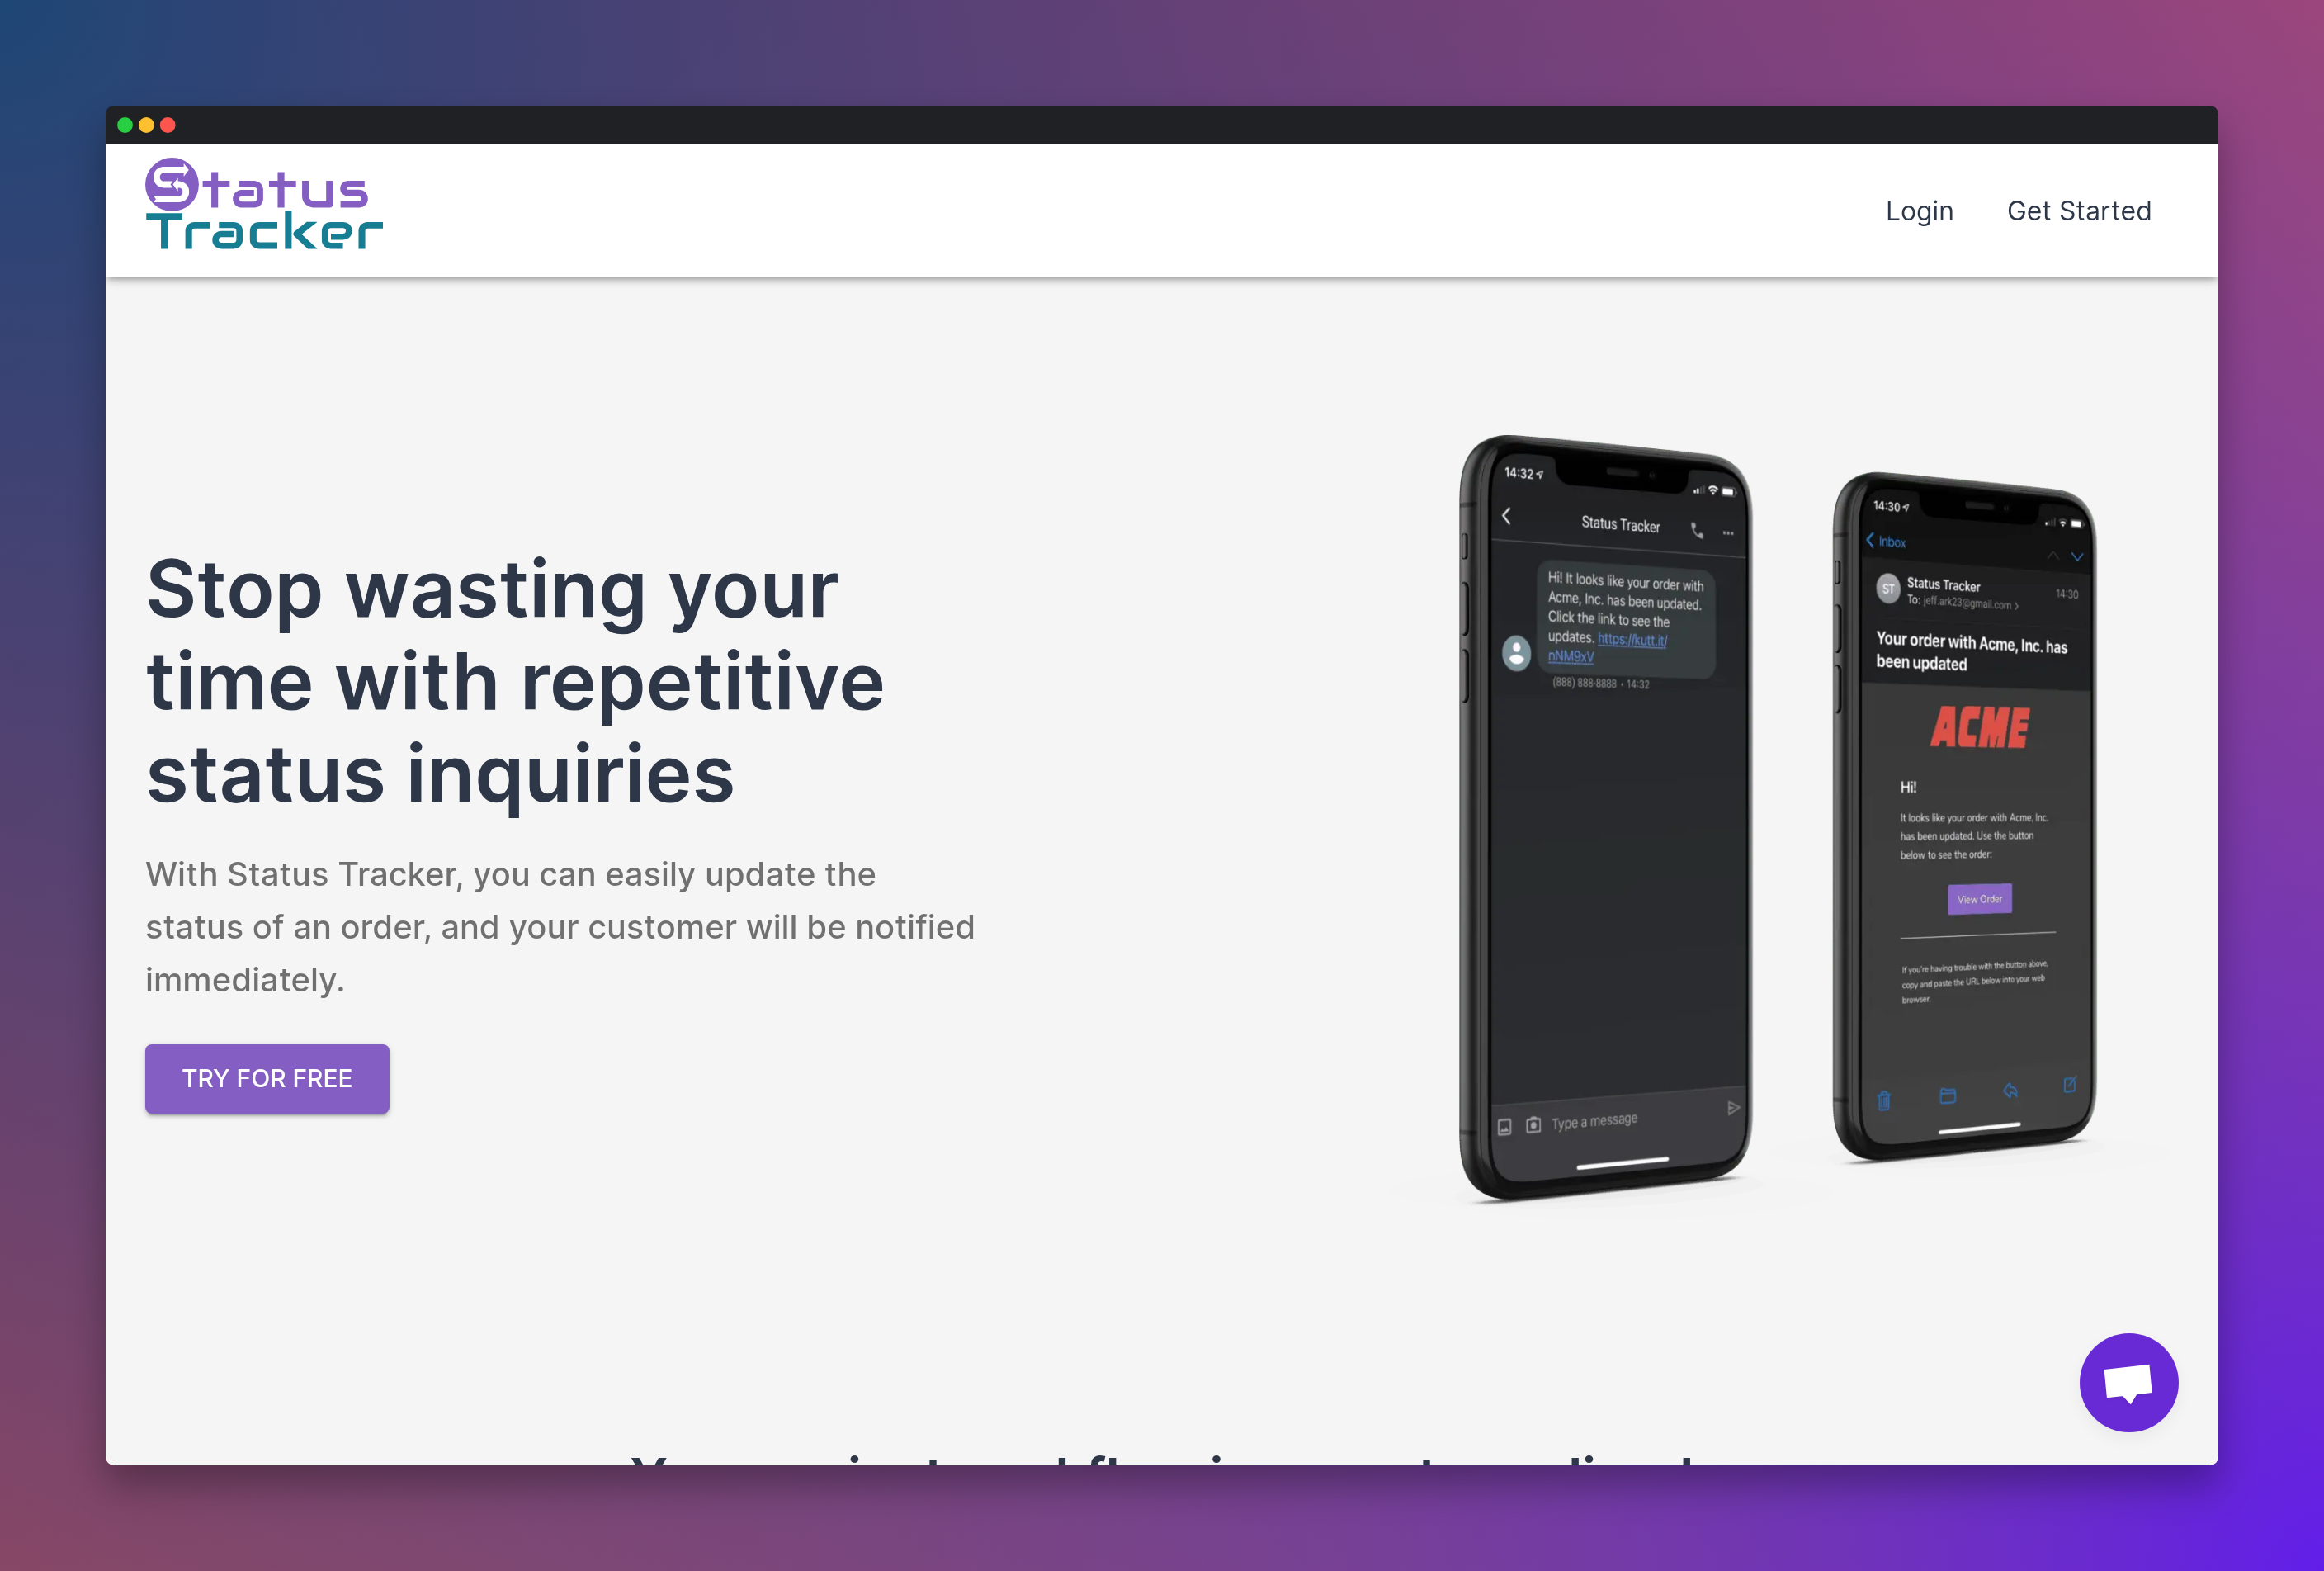 Status
Tracker
Login
Get Started
Stop wasting your
time with repetitive
status inquiries
With Status Tracker, you can easily update the
status of an order, and your customer will be notified
immediately.
TRY FOR FREE
14:32
Status Tracker
Hi! It looks like your order with
Acme, Inc. has been updated.
Click the link to see the
updates. https://kutt.it/
nNM9xV
(888) 888-8888 • 14:32
Type a message
14:30
Inbox
ST
Status Tracker
14:30
To: jeff.ark23@gmail.com >
Your order with Acme, Inc. has
been updated
ACME
Hi!
It looks like your order with Acme, Inc.
has been updated. Use the button
below to see the order:
View Order
If you're having trouble with the button above,
copy and paste the URL below into your web
browser.